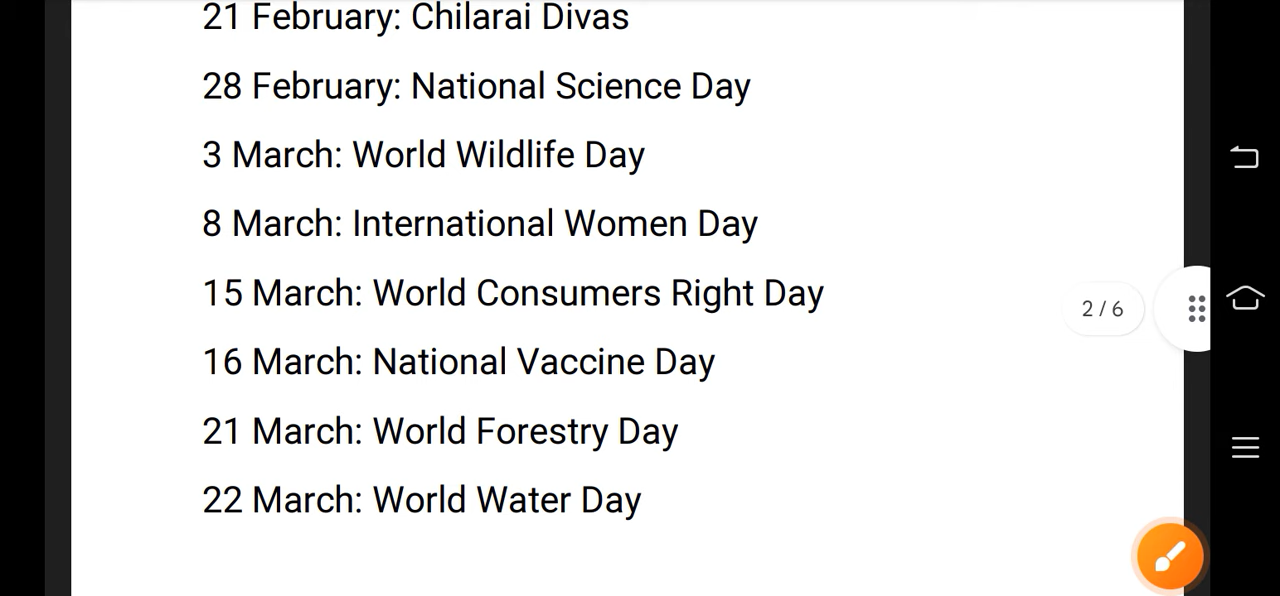 21 February: Chilarai Divas
28 February: National Science Day
3 March: World Wildlife Day
8 March: International Women Day
15 March: World Consumers Right Day
2 / 6
16 March: National Vaccine Day
21 March: World Forestry Day
22 March: World Water Day